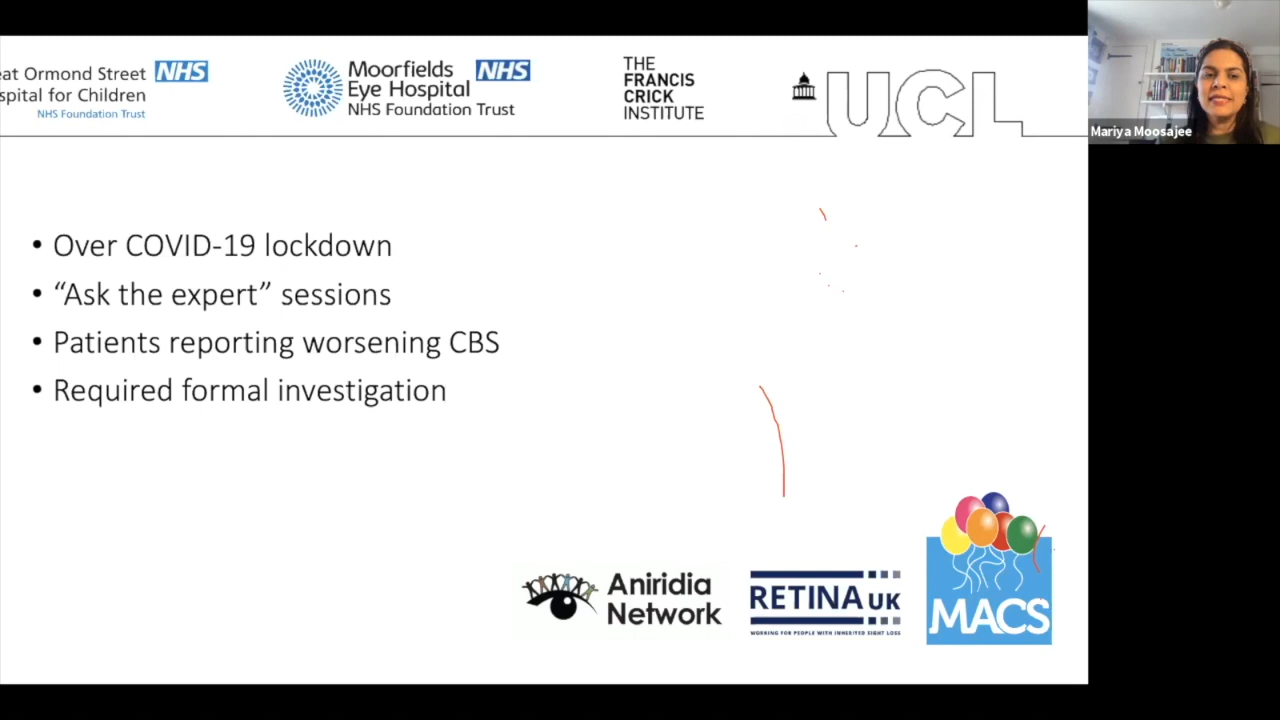 eat Ormond Street NHS
spital for Children
NHS Foundation Trust
Moorfields NHS
Eye Hospital
NHS Foundation Trust
THE
FRANCIS
CRICK
INSTITUTE
UCL
Mariya Moosajee
• Over COVID-19 lockdown
• “Ask the expert” sessions
• Patients reporting worsening CBS
• Required formal investigation
Aniridia
Network
RETINA UK
WORKING FOR PEOPLE WITH INHERITED SIGHT LOSS
MACS